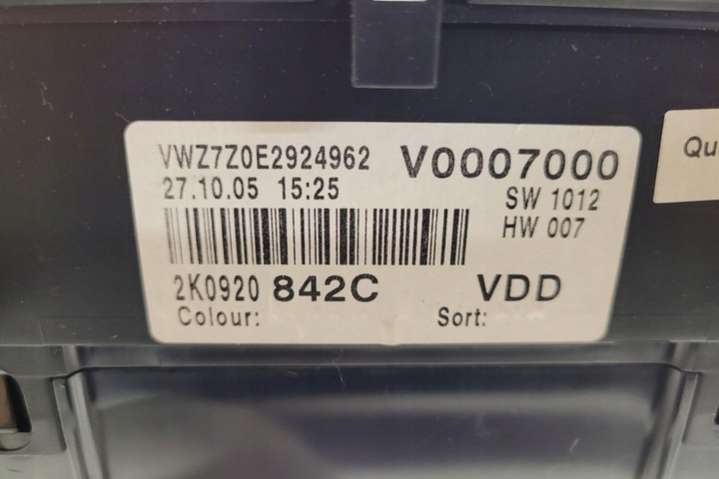 VWZ7Z0E2924962 V0007000
27.10.05 15:25 SW 1012
HW 007
2K0920 842C VDD
Colour: Sort:
Qu